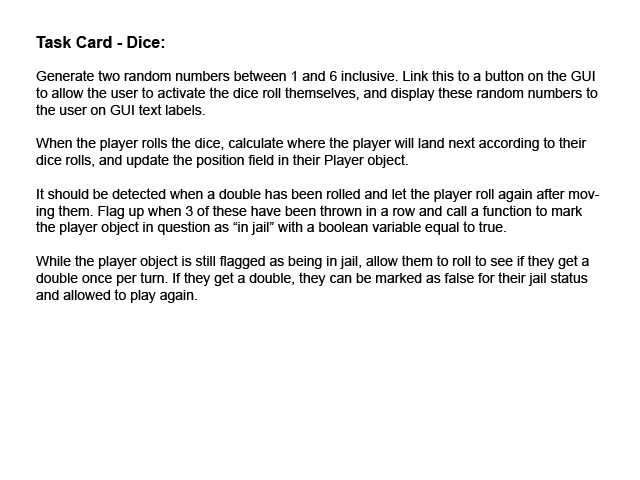 Task Card - Dice:
Generate two random numbers between 1 and 6 inclusive. Link this to a button on the GUI
to allow the user to activate the dice roll themselves, and display these random numbers to
the user on GUI text labels.
When the player rolls the dice, calculate where the player will land next according to their
dice rolls, and update the position field in their Player object.
It should be detected when a double has been rolled and let the player roll again after mov-
ing them. Flag up when 3 of these have been thrown in a row and call a function to mark
the player object in question as “in jail” with a boolean variable equal to true.
While the player object is still flagged as being in jail, allow them to roll to see if they get a
double once per turn. If they get a double, they can be marked as false for their jail status
and allowed to play again.